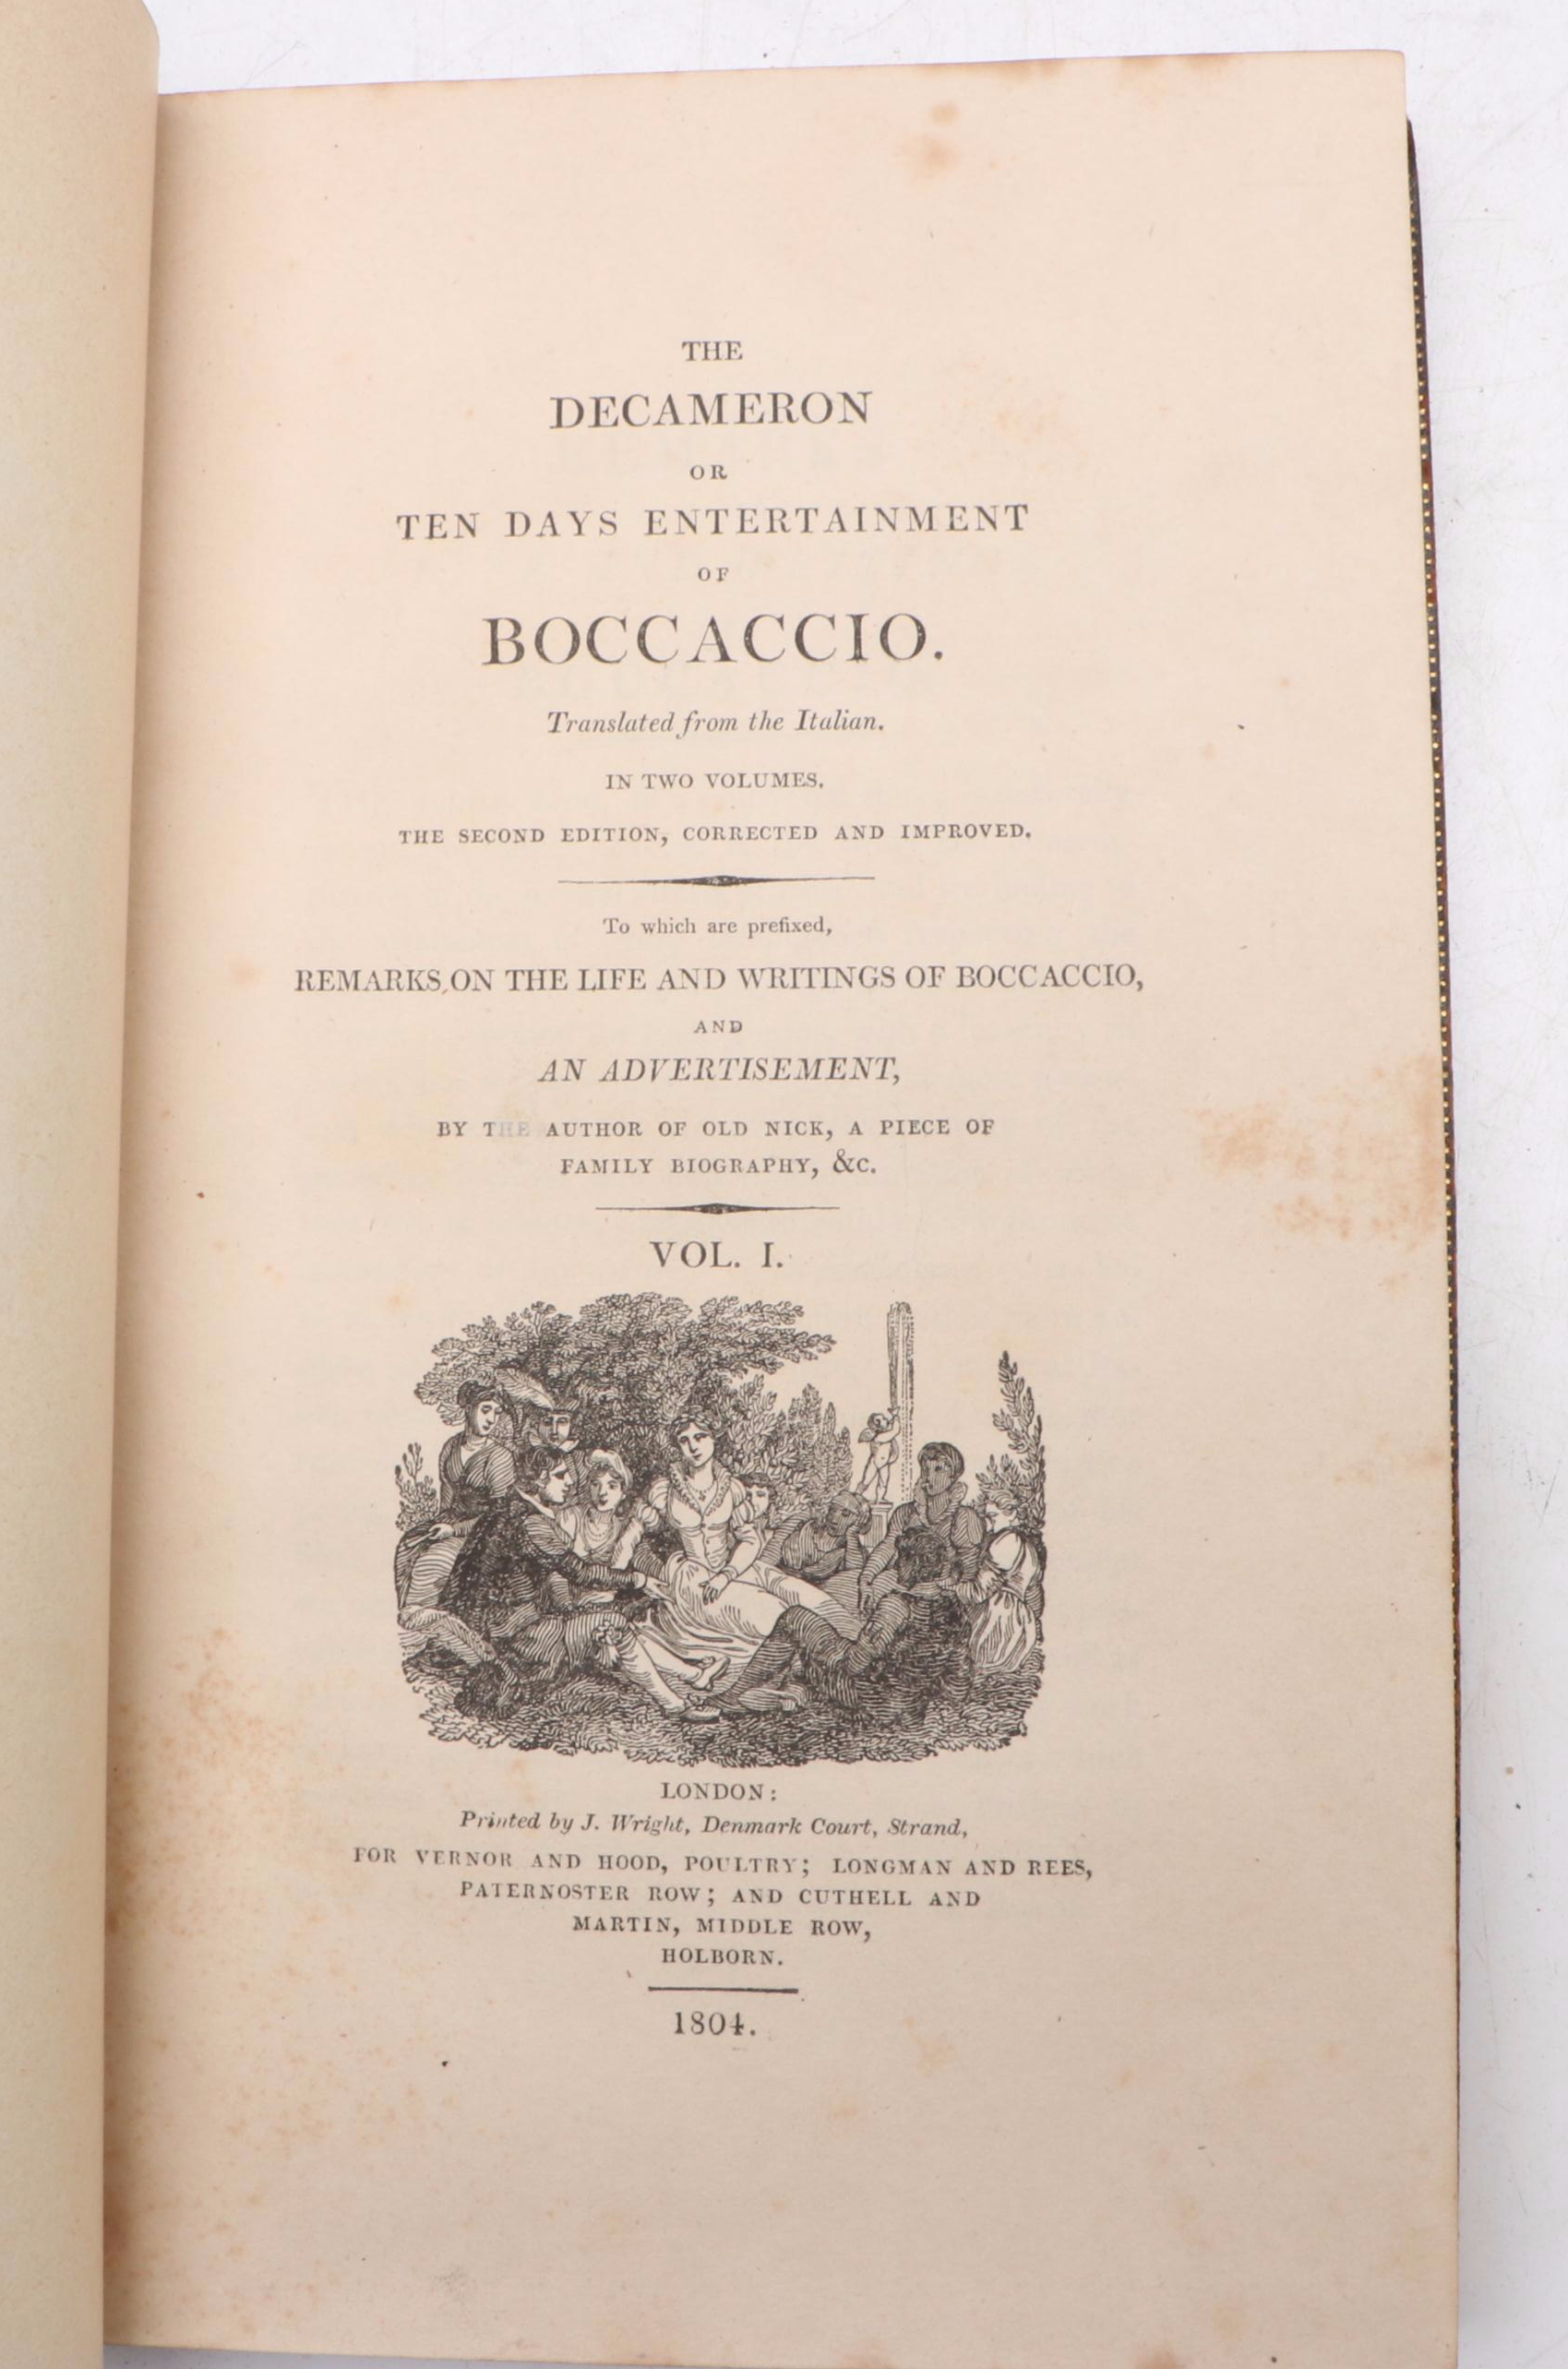 THE
DECAMERON
OR
TEN DAYS ENTERTAINMENT
OF
BOCCACCIO.
Translated from the Italian.
IN TWO VOLUMES.
THE SECOND EDITION, CORRECTED AND IMPROVED.
To which are prefixed,
REMARKS ON THE LIFE AND WRITINGS OF BOCCACCIO,
AND
AN ADVERTISEMENT,
BY THE AUTHOR OF OLD NICK, A PIECE OF
FAMILY BIOGRAPHY, &C.
VOL. I.
LONDON:
Printed by J. Wright, Denmark Court, Strand,
FOR VERNOR AND HOOD, POULTRY; LONGMAN AND REES,
PATERNOSTER ROW; AND CUTHELL AND
MARTIN, MIDDLE ROW,
HOLBORN.
1804.